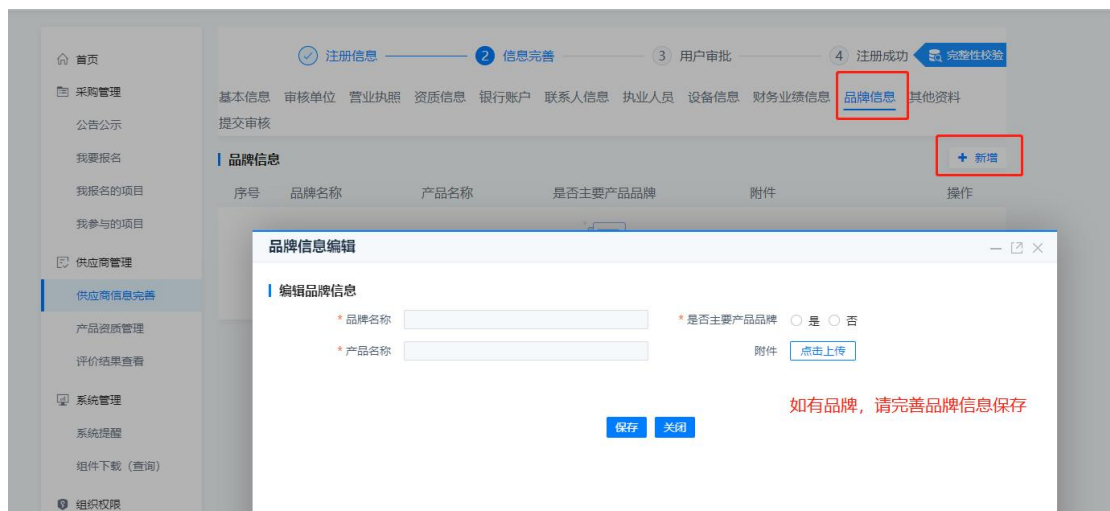 首页
采购管理
公告公示
我要报名
我报名的项目
我参与的项目
供应商管理
供应商信息完善
产品资质管理
评价结果查看
系统管理
系统提醒
组件下载（查询）
组织权限
注册信息 2 信息完善 3 用户审批 4 注册成功 完整性校验
基本信息 审核单位 营业执照 资质信息 银行账户 联系人信息 执业人员 设备信息 财务业绩信息 品牌信息 其他资料
提交审核
品牌信息 + 新增
序号 品牌名称 产品名称 是否主要产品品牌 附件 操作
品牌信息编辑
编辑品牌信息
* 品牌名称 * 是否主要产品品牌 是 否
* 产品名称 附件 点击上传
如有品牌，请完善品牌信息保存
保存 关闭